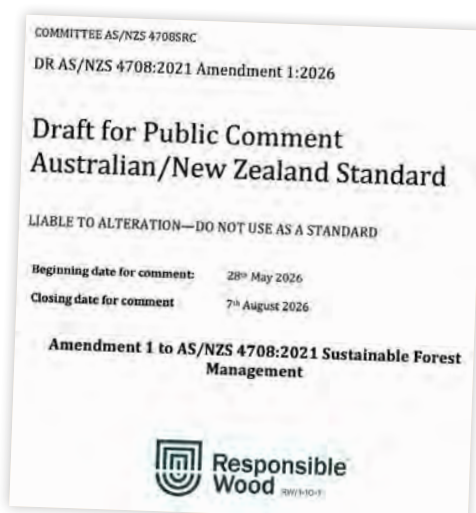 COMMITTEE AS/NZS 4708SRC
DR AS/NZS 4708:2021 Amendment 1:2026
Draft for Public Comment
Australian/New Zealand Standard
LIABLE TO ALTERATION—DO NOT USE AS A STANDARD
Beginning date for comment: 28th May 2026
Closing date for comment 7th August 2026
Amendment 1 to AS/NZS 4708:2021 Sustainable Forest
Management
Responsible
Wood